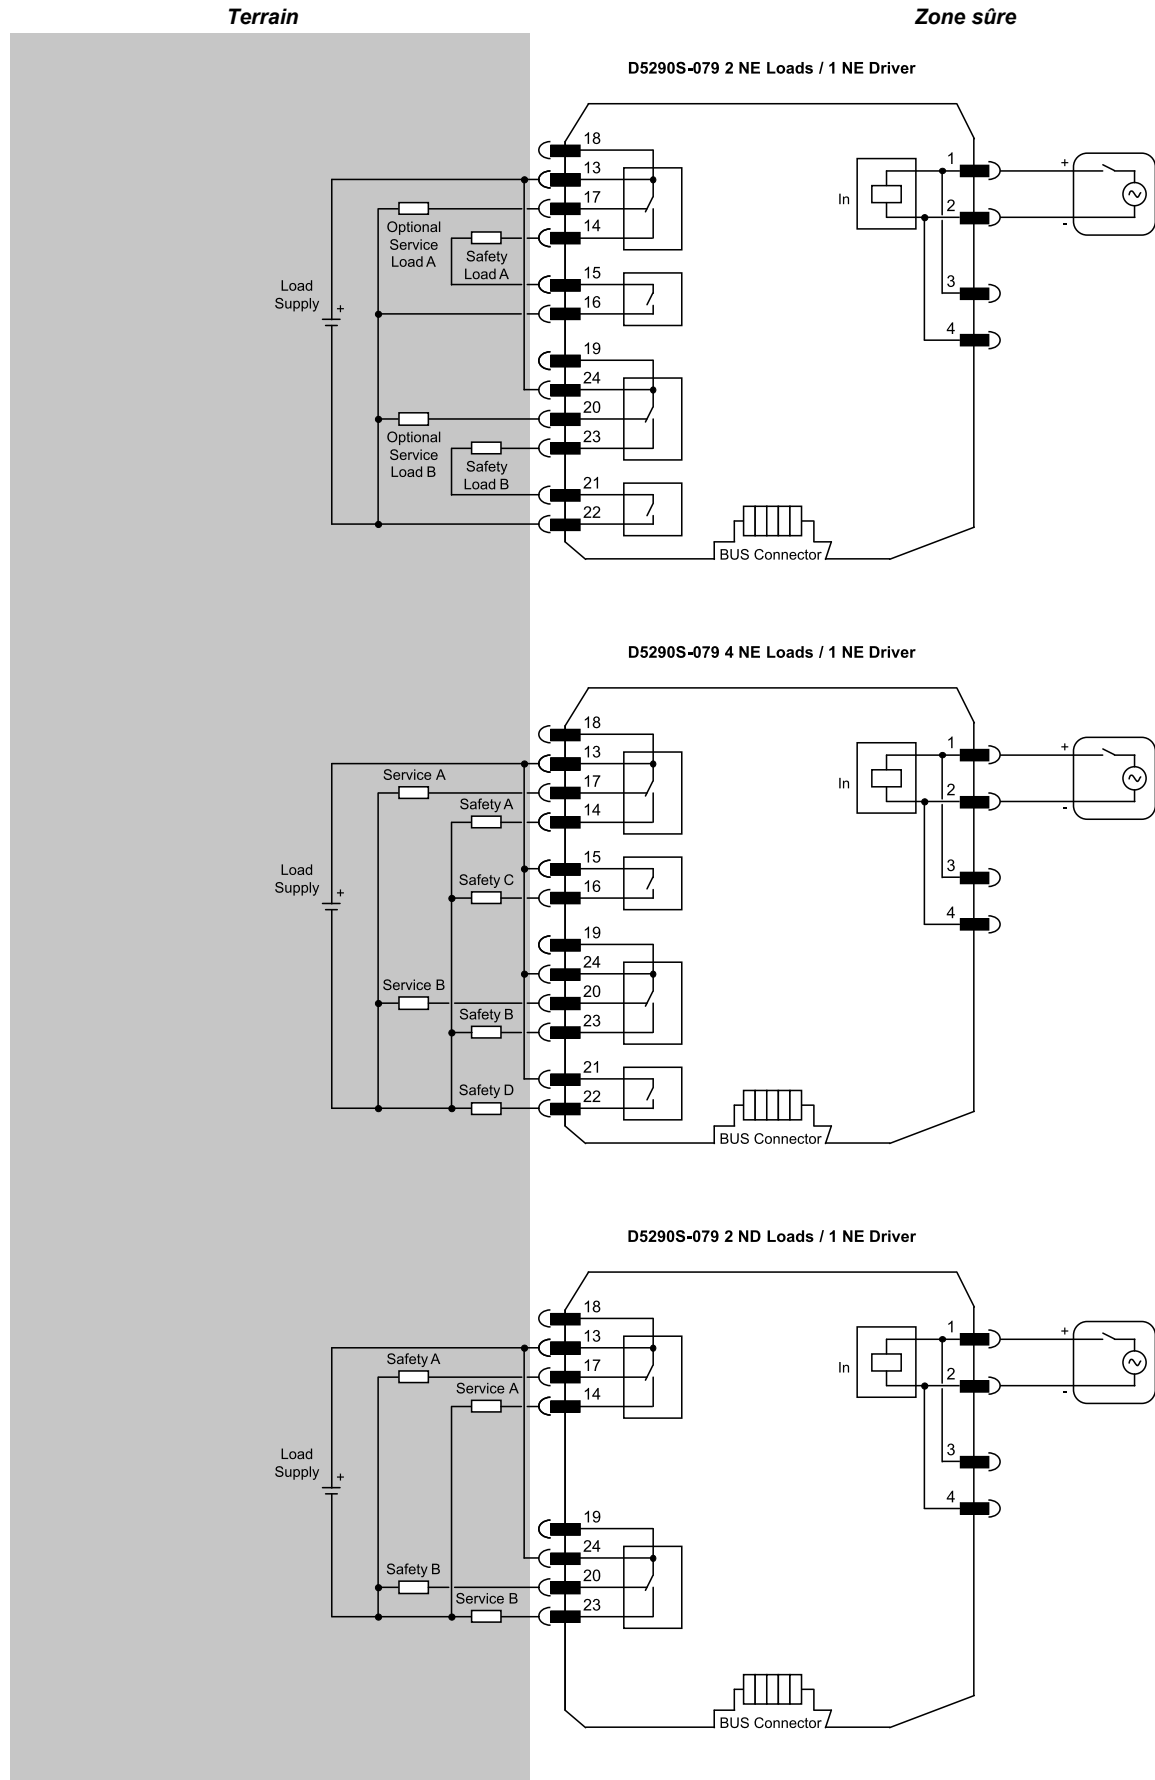 Terrain
Zone sûre
D5290S-079 2 NE Loads / 1 NE Driver
18
13
17
14
15
16
19
24
20
23
21
22
Optional
Service
Load A
Safety
Load A
Load
Supply
+
Optional
Service
Load B
Safety
Load B
In
1
2
3
4
+
-
BUS Connector
D5290S-079 4 NE Loads / 1 NE Driver
18
13
17
14
15
16
19
24
20
23
21
22
Service A
Safety A
Safety C
Load
Supply
+
Service B
Safety B
Safety D
In
1
2
3
4
+
-
BUS Connector
D5290S-079 2 ND Loads / 1 NE Driver
18
13
17
14
19
24
20
23
Safety A
Service A
Load
Supply
+
Safety B
Service B
In
1
2
3
4
+
-
BUS Connector